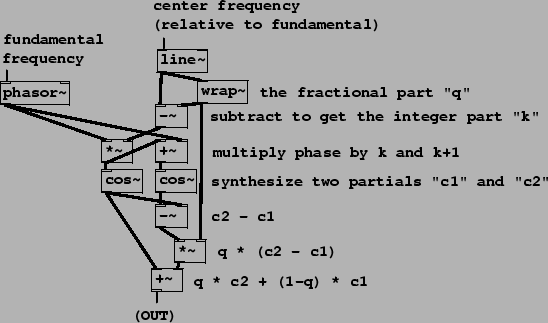 center frequency
(relative to fundamental)
fundamental
frequency
line~
phasor~
wrap~ the fractional part "q"
-~ subtract to get the integer part "k"
*~ +~ multiply phase by k and k+1
cos~ cos~ synthesize two partials "c1" and "c2"
-~ c2 - c1
*~ q * (c2 - c1)
+~ q * c2 + (1-q) * c1
(OUT)